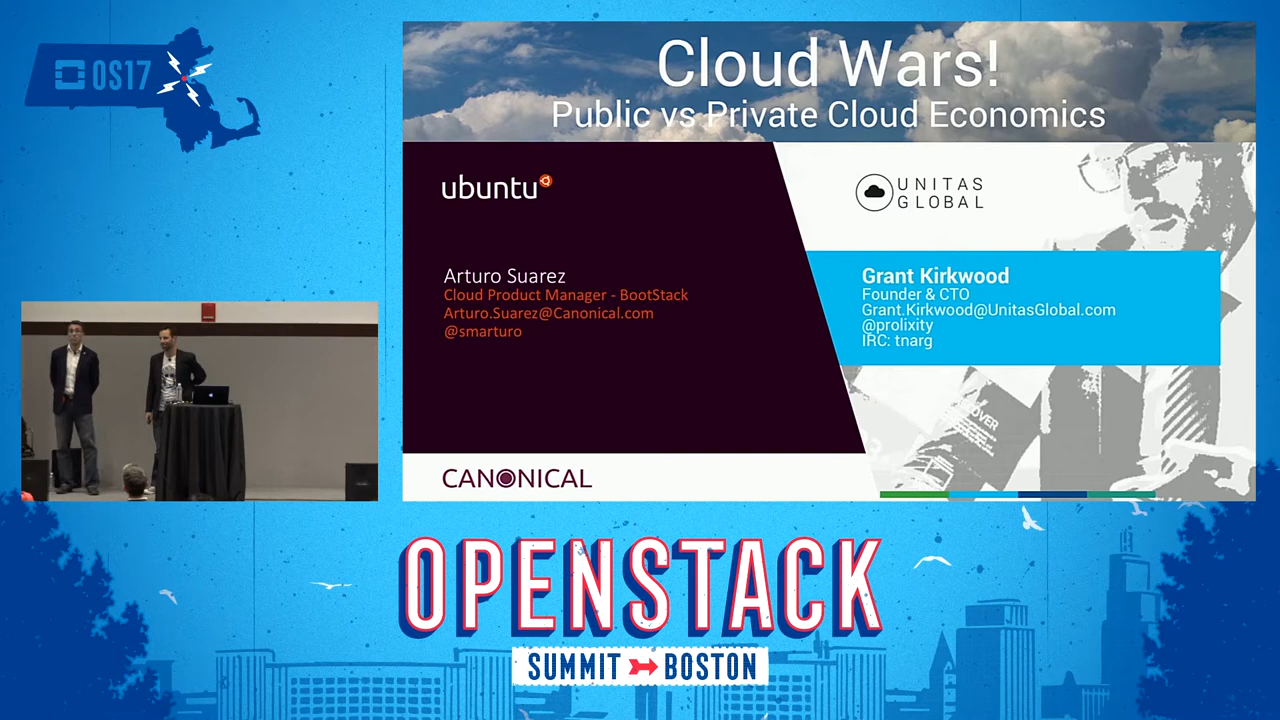 OS17
Cloud Wars!
Public vs Private Cloud Economics
ubuntu
Arturo Suarez
Cloud Product Manager - BootStack
Arturo.Suarez@Canonical.com
@smarturo
CANONICAL
UNITAS
GLOBAL
Grant Kirkwood
Founder & CTO
Grant.Kirkwood@UnitasGlobal.com
@prolixity
IRC: tnarg
OPENSTACK
SUMMIT BOSTON